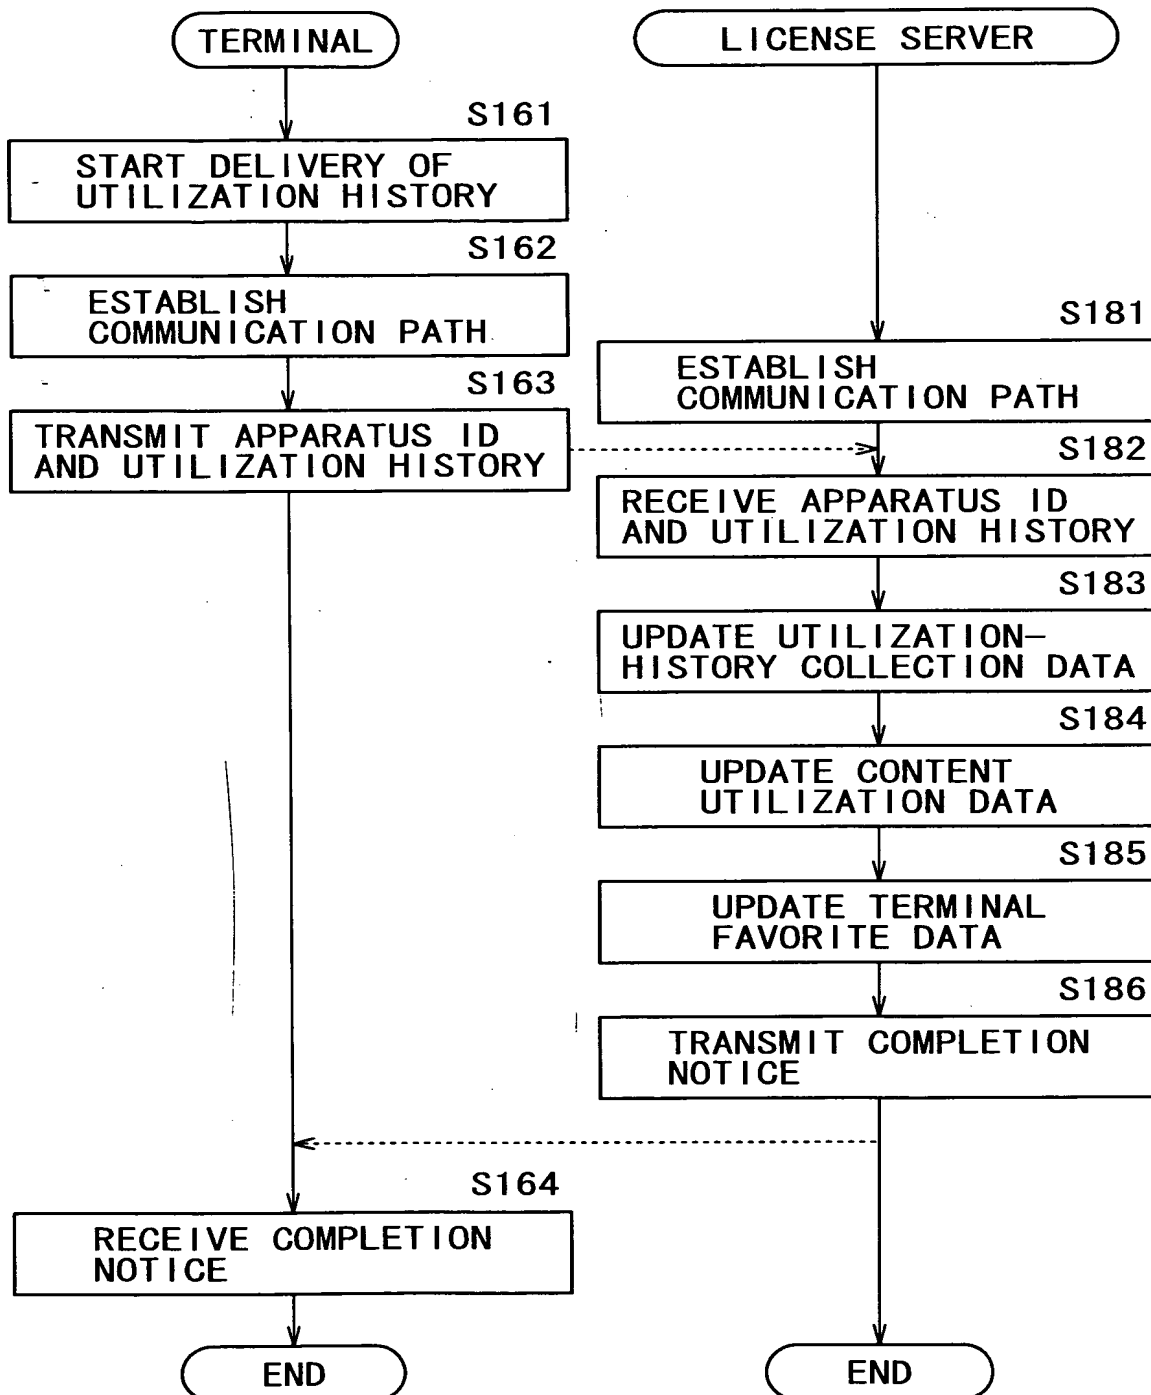 TERMINAL
LICENSE SERVER
S161
START DELIVERY OF
UTILIZATION HISTORY
S162
ESTABLISH
COMMUNICATION PATH
S163
TRANSMIT APPARATUS ID
AND UTILIZATION HISTORY
S181
ESTABLISH
COMMUNICATION PATH
S182
RECEIVE APPARATUS ID
AND UTILIZATION HISTORY
S183
UPDATE UTILIZATION-
HISTORY COLLECTION DATA
S184
UPDATE CONTENT
UTILIZATION DATA
S185
UPDATE TERMINAL
FAVORITE DATA
S186
TRANSMIT COMPLETION
NOTICE
S164
RECEIVE COMPLETION
NOTICE
END
END